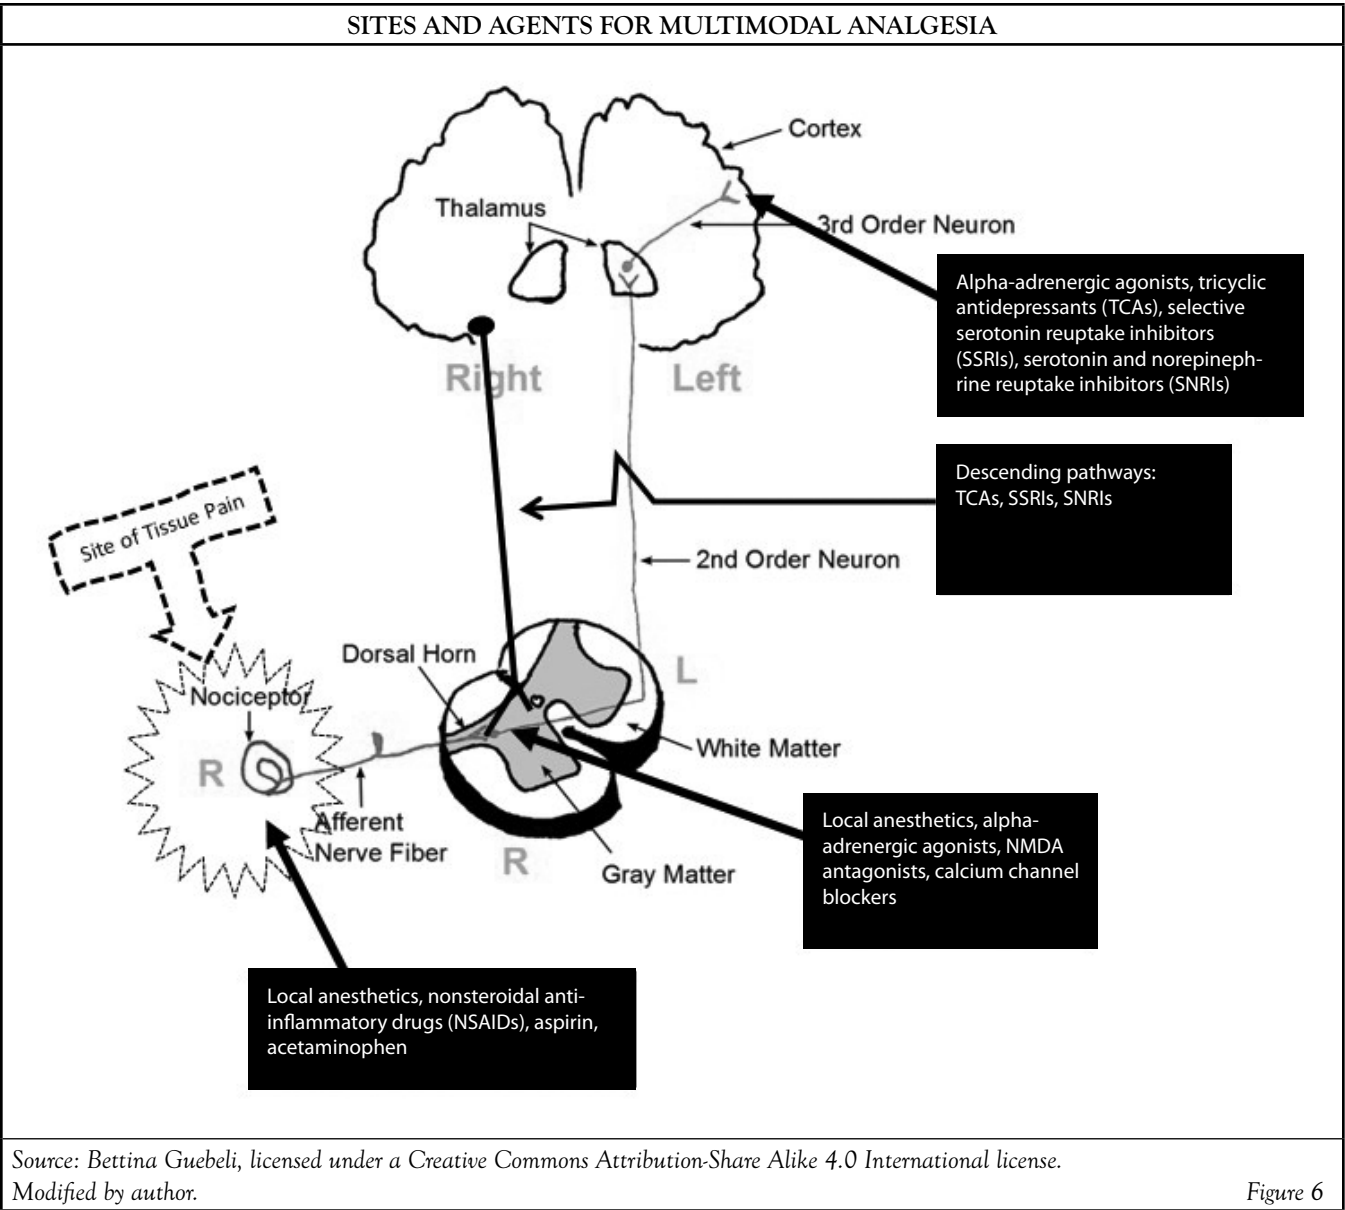 SITES AND AGENTS FOR MULTIMODAL ANALGESIA
Cortex
Thalamus
3rd Order Neuron
Alpha-adrenergic agonists, tricyclic
antidepressants (TCAs), selective
serotonin reuptake inhibitors
(SSRIs), serotonin and norepineph-
rine reuptake inhibitors (SNRIs)
Right
Left
Descending pathways:
TCAs, SSRIs, SNRIs
Site of Tissue Pain
2nd Order Neuron
Dorsal Horn
L
Nociceptor
White Matter
R
Afferent
Nerve Fiber
R
Gray Matter
Local anesthetics, alpha-
adrenergic agonists, NMDA
antagonists, calcium channel
blockers
Local anesthetics, nonsteroidal anti-
inflammatory drugs (NSAIDs), aspirin,
acetaminophen
Source: Bettina Guebeli, licensed under a Creative Commons Attribution-Share Alike 4.0 International license.
Modified by author.
Figure 6